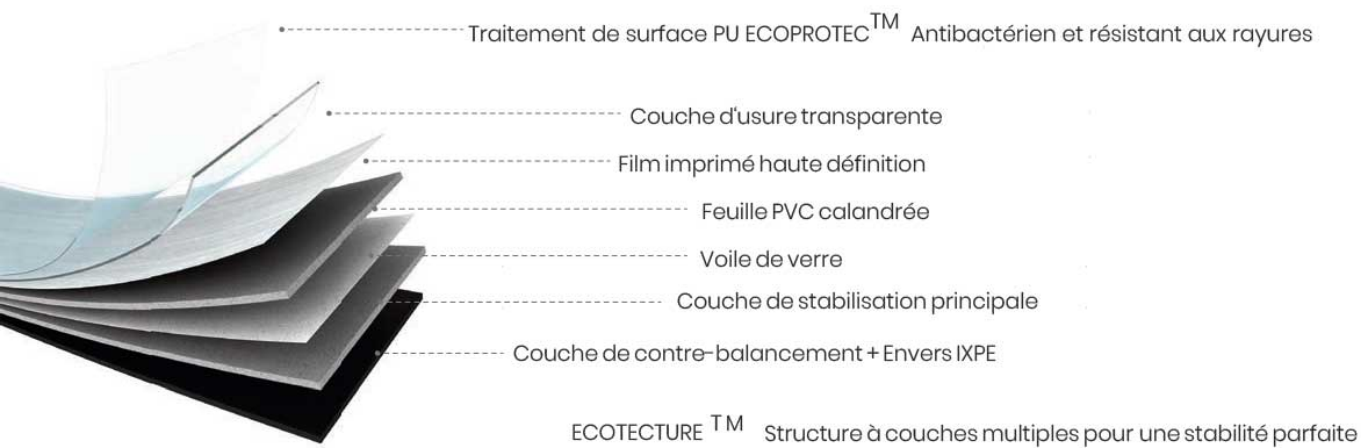 Traitement de surface PU ECOPROTEC™ Antibactérien et résistant aux rayures
Couche d'usure transparente
Film imprimé haute définition
Feuille PVC calandrée
Voile de verre
Couche de stabilisation principale
Couche de contre-balancement + Envers IXPE
ECOTECTURE TM Structure à couches multiples pour une stabilité parfaite